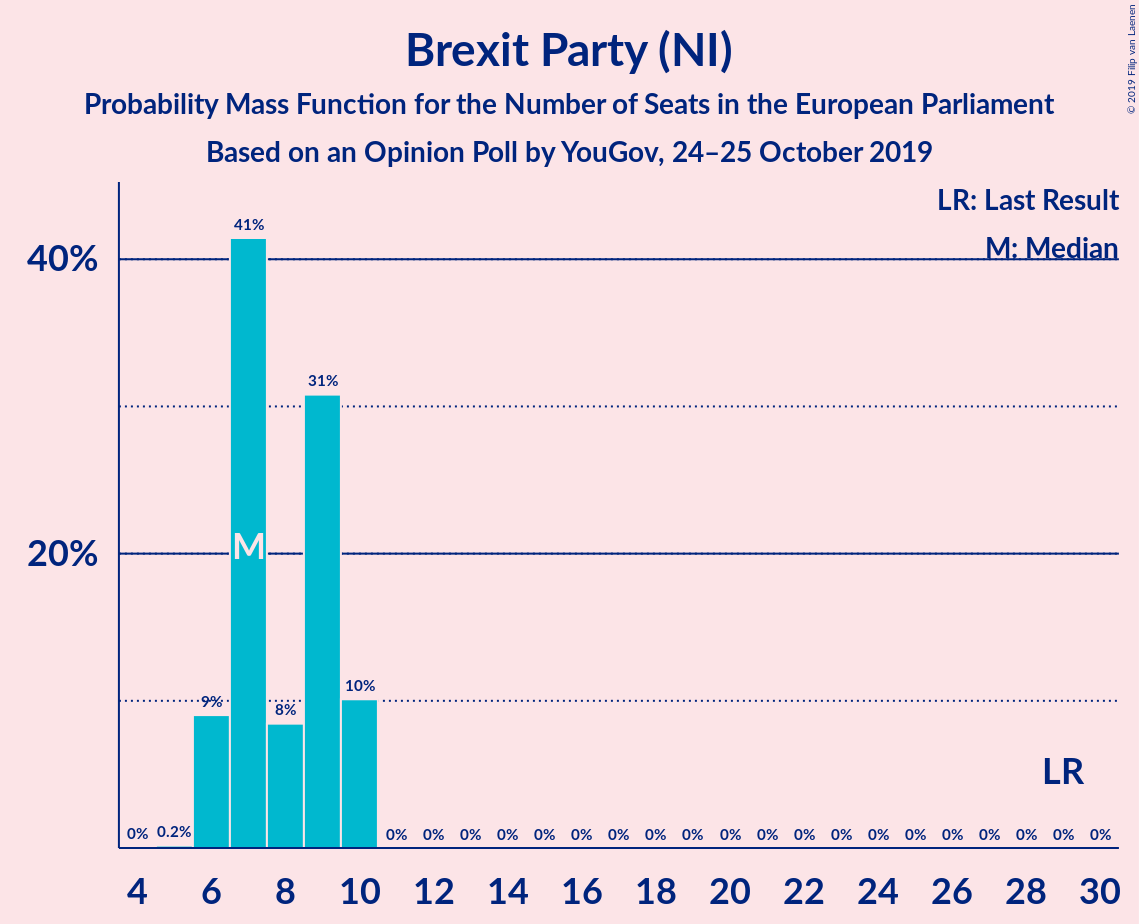 Brexit Party (NI)
Probability Mass Function for the Number of Seats in the European Parliament
Based on an Opinion Poll by YouGov, 24–25 October 2019
© 2019 Filip van Laenen
LR: Last Result
M: Median
40%
20%
41%
31%
M
9%
8%
10%
LR
0% 0.2% 0% 0% 0% 0% 0% 0% 0% 0% 0% 0% 0% 0% 0% 0% 0% 0% 0% 0% 0% 0%
4 6 8 10 12 14 16 18 20 22 24 26 28 30